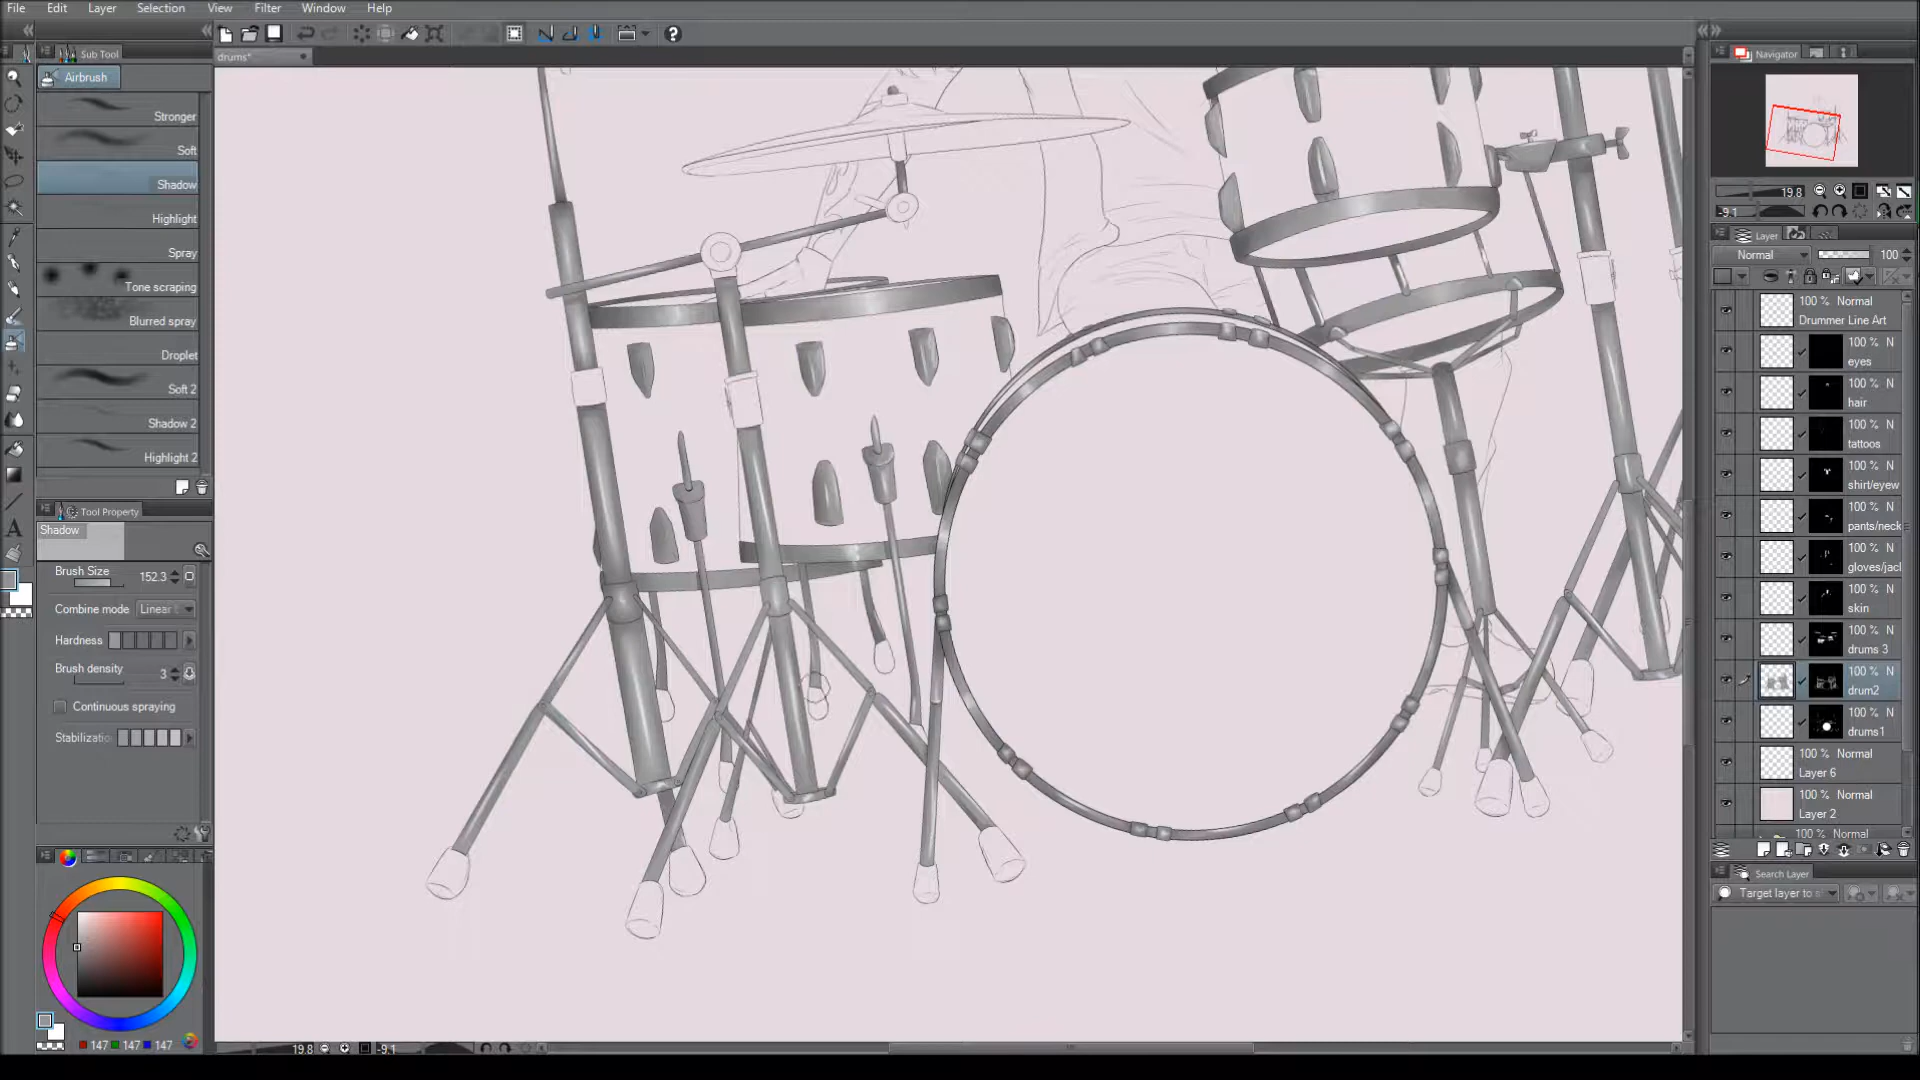 File Edit Layer Selection View Filter Window Help
Sub Tool
drums*
Airbrush
Stronger
Soft
Shadow
Highlight
Spray
Tone scraping
Blurred spray
Droplet
Soft 2
Shadow 2
Highlight 2
Tool Property
Shadow
Brush Size 152.3
Combine mode Linear
Hardness
Brush density 3
Continuous spraying
Stabilizatio
147 147 147
19.8 -9.1
Navigator
19.8
-9.1
Layer
Normal 100
100 % Normal
Drummer Line Art
100 % N
eyes
100 % N
hair
100 % N
tattoos
100 % N
shirt/eyew
100 % N
pants/neck
100 % N
gloves/jacl
100 % N
skin
100 % N
drums 3
100 % N
drum2
100 % N
drums1
100 % Normal
Layer 6
100 % Normal
Layer 2
100 % Normal
Search Layer
Target layer to s